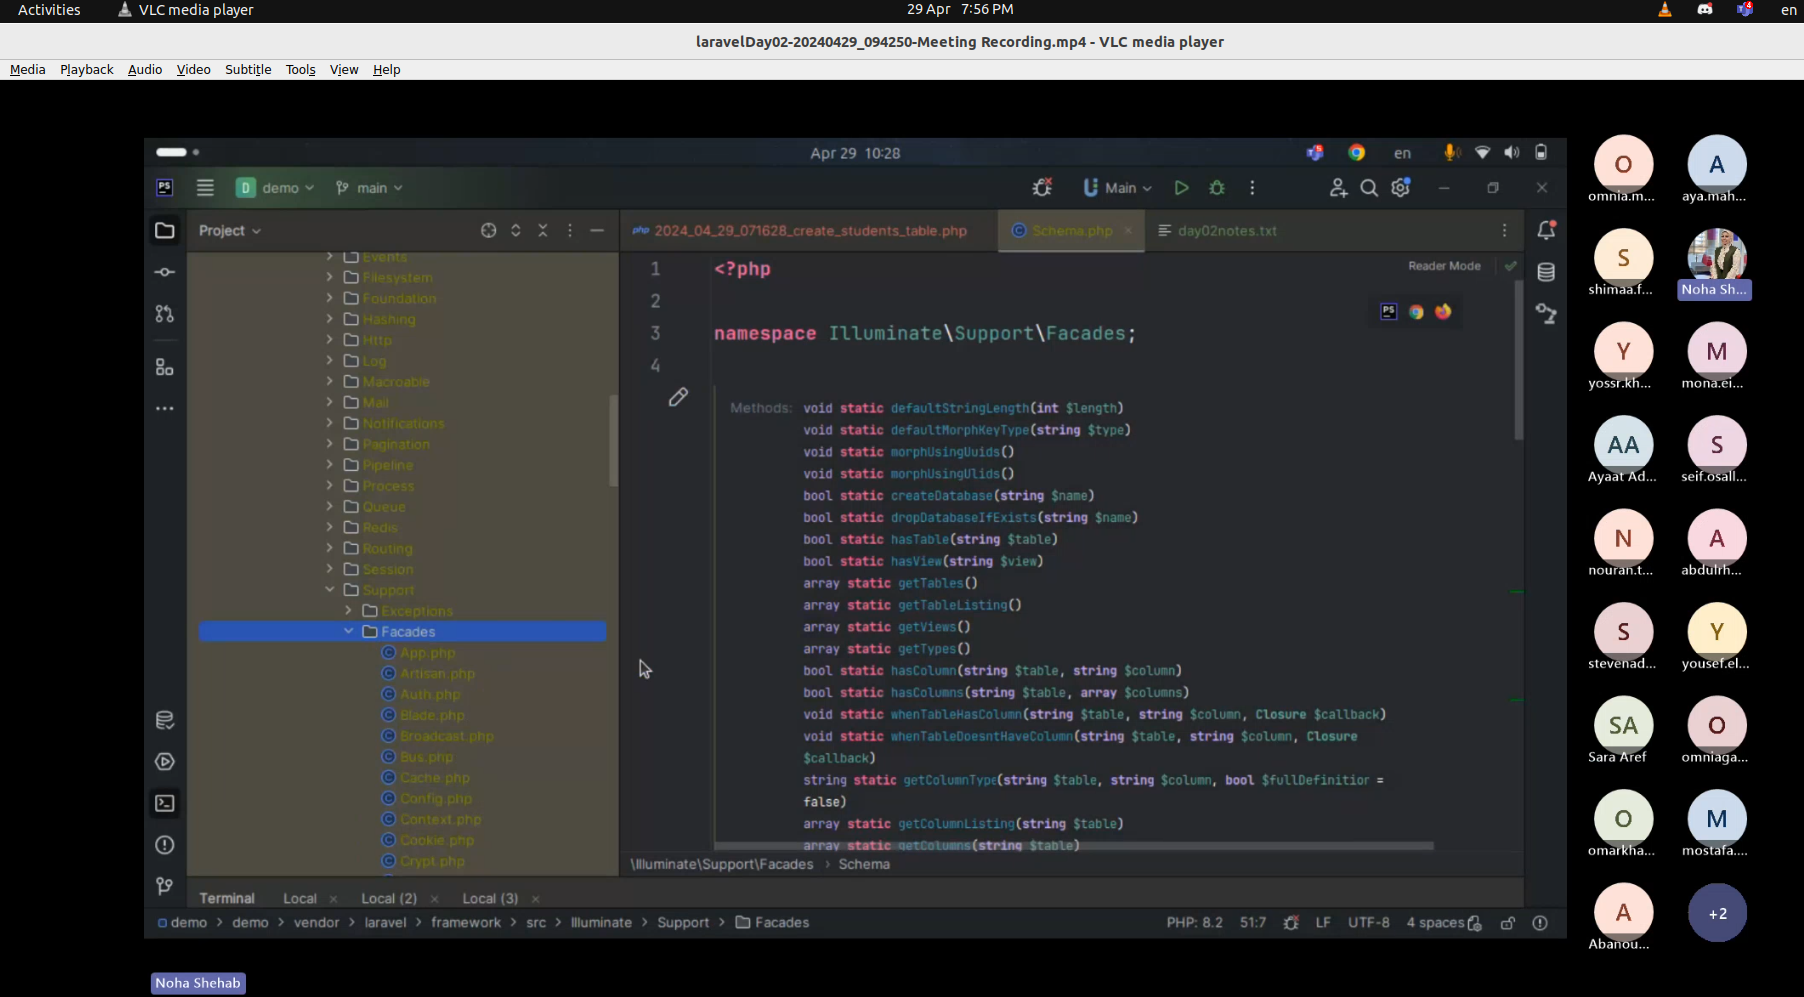 Activities VLC media player 29 Apr 7:56 PM en
laravelDay02-20240429_094250-Meeting Recording.mp4 - VLC media player
Media Playback Audio Video Subtitle Tools View Help
Apr 29 10:28 en
PS D demo main Main
Project
2024_04_29_071628_create_students_table.php Schema.php day02notes.txt
Events
Filesystem
Foundation
Hashing
Http
Log
Macroable
Mail
Notifications
Pagination
Pipeline
Process
Queue
Redis
Routing
Session
Support
Exceptions
Facades
App.php
Artisan.php
Auth.php
Blade.php
Broadcast.php
Bus.php
Cache.php
Config.php
Context.php
Cookie.php
Crypt.php
Reader Mode
1 <?php
2
3 namespace Illuminate\Support\Facades;
4
Methods: void static defaultStringLength(int $length)
void static defaultMorphKeyType(string $type)
void static morphUsingUuids()
void static morphUsingUlids()
bool static createDatabase(string $name)
bool static dropDatabaseIfExists(string $name)
bool static hasTable(string $table)
bool static hasView(string $view)
array static getTables()
array static getTableListing()
array static getViews()
array static getTypes()
bool static hasColumn(string $table, string $column)
bool static hasColumns(string $table, array $columns)
void static whenTableHasColumn(string $table, string $column, Closure $callback)
void static whenTableDoesntHaveColumn(string $table, string $column, Closure
$callback)
string static getColumnType(string $table, string $column, bool $fullDefinition =
false)
array static getColumnListing(string $table)
array static getColumns(string $table)
\Illuminate\Support\Facades › Schema
Terminal Local × Local (2) × Local (3) ×
demo › demo › vendor › laravel › framework › src › Illuminate › Support › Facades PHP: 8.2 51:7 LF UTF-8 4 spaces
Noha Shehab
O
omnia.m...
A
aya.mah...
S
shimaa.f...
Noha Sh...
Y
yossr.kh...
M
mona.ei...
AA
Ayaat Ad...
S
seif.osall...
N
nouran.t...
A
abdulrh...
S
stevenad...
Y
yousef.el...
SA
Sara Aref
O
omniaga...
O
omarkha...
M
mostafa....
A
Abanou...
+2